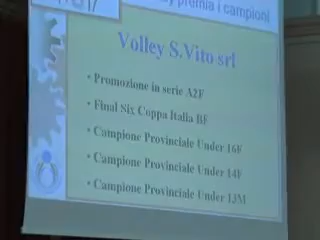 premia i campioni
Volley S.Vito srl
• Promozione in serie A2F
• Final Six Coppa Italia BF
• Campione Provinciale Under 16F
• Campione Provinciale Under 14F
• Campione Provinciale Under 13M